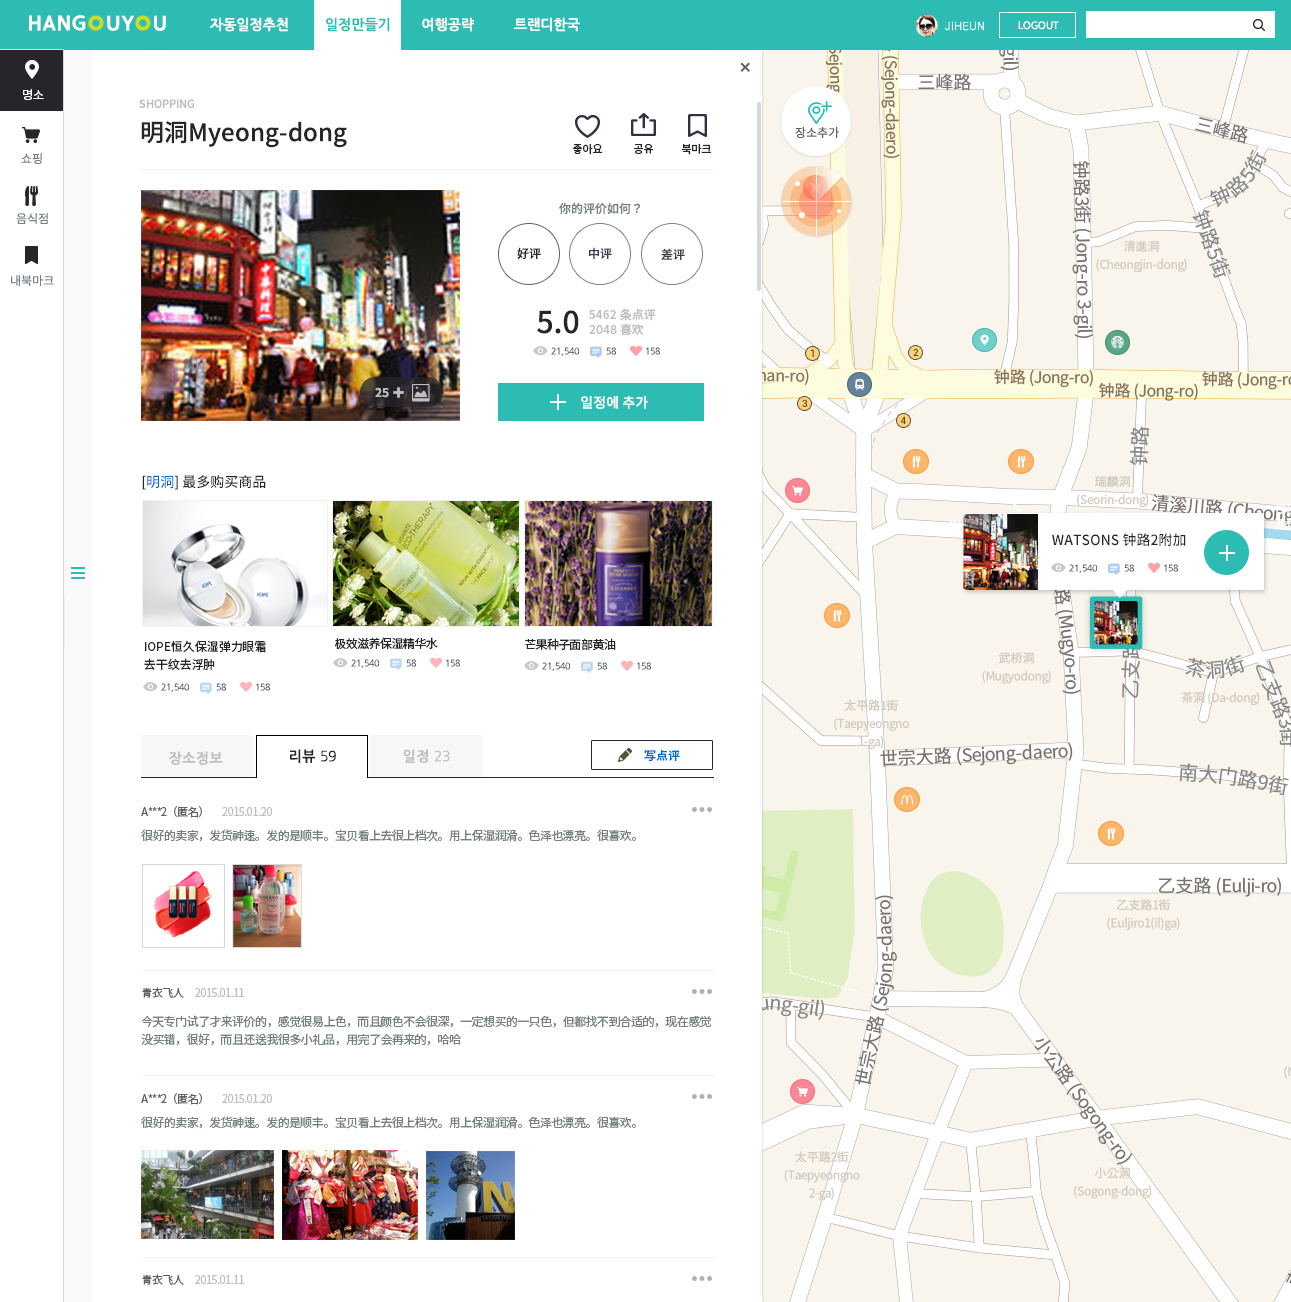 HANGOUYOU
자동일정추천
일정만들기
여행공략
트랜디한국
JIHEUN
LOGOUT
명소
쇼핑
음식점
내북마크
SHOPPING
明洞Myeong-dong
좋아요
공유
북마크
你的评价如何？
好评
中评
差评
5.0
5462 条点评
2048 喜欢
21,540
58
158
25 +
일정에 추가
[明洞] 最多购买商品
IOPE恒久保湿弹力眼霜
去干纹去浮肿
21,540
58
158
极效滋养保湿精华水
21,540
58
158
芒果种子面部黄油
21,540
58
158
장소정보
리뷰 59
일정 23
写点评
A***2（匿名）
2015.01.20
很好的卖家，发货神速。发的是顺丰。宝贝看上去很上档次。用上保湿润滑。色泽也漂亮。很喜欢。
青衣飞人
2015.01.11
今天专门试了才来评价的，感觉很易上色，而且颜色不会很深，一定想买的一只色，但都找不到合适的，现在感觉
没买错，很好，而且还送我很多小礼品，用完了会再来的，哈哈
A***2（匿名）
2015.01.20
很好的卖家，发货神速。发的是顺丰。宝贝看上去很上档次。用上保湿润滑。色泽也漂亮。很喜欢。
青衣飞人
2015.01.11
장소추가
(Sejong-daero)
三峰路
三峰路
钟路5街
钟路5街
钟路3街 (Jong-ro 3-gil)
清進洞
(Cheongjin-dong)
1
2
3
4
钟路 (Jong-ro)
钟路 (Jong-ro)
钟路
瑞麟洞
(Seorin-dong)
清溪川路
WATSONS 钟路2附加
21,540
58
158
路 (Mugyo-ro)
武桥洞
(Mugyodong)
乙支路
茶洞街
茶洞 (Da-dong)
乙支路3街
太平路1街
(Taepyeongno
1-ga)
世宗大路 (Sejong-daero)
南大门路9街
乙支路 (Eulji-ro)
乙支路1街
(Euljiro1(il)ga)
世宗大路 (Sejong-daero)
小公路 (Sogong-ro)
太平路2街
(Taepyeongno
2-ga)
小公洞
(Sogong-dong)